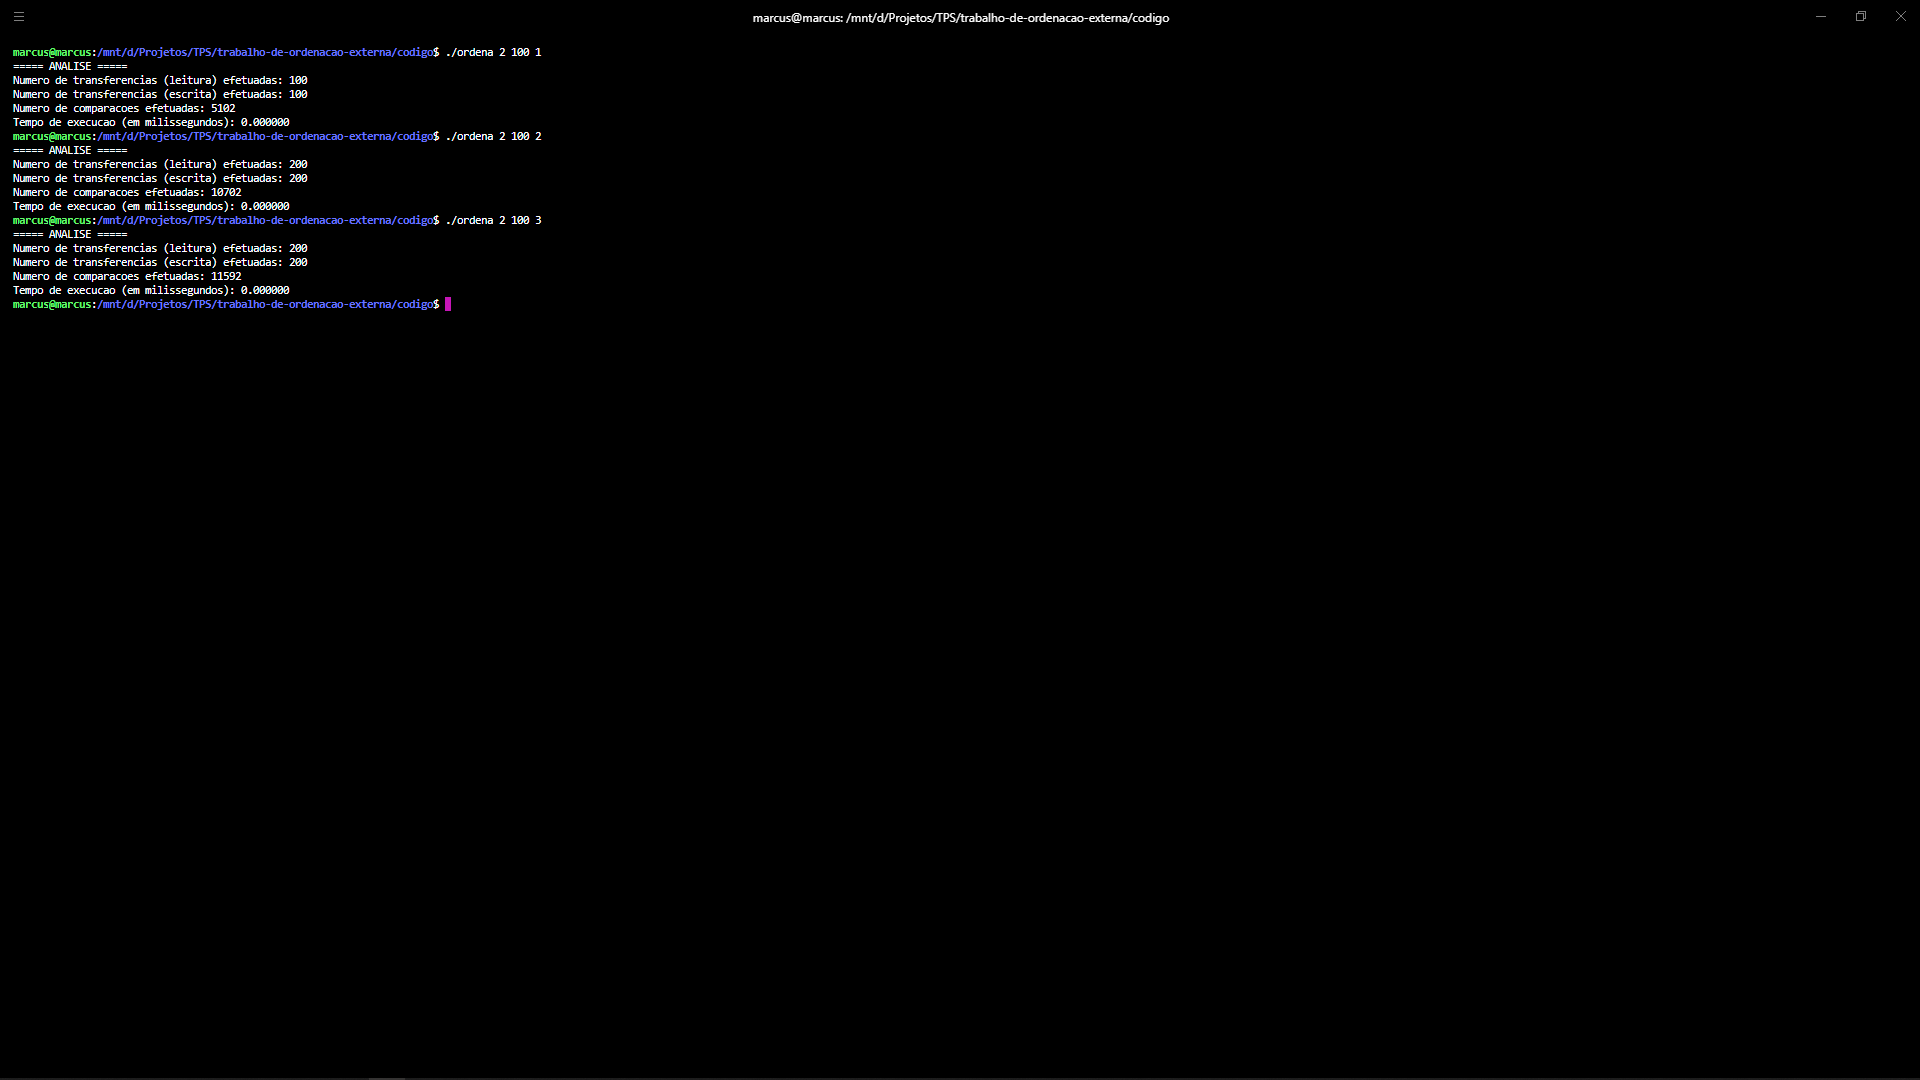 marcus@marcus: /mnt/d/Projetos/TPS/trabalho-de-ordenacao-externa/codigo
marcus@marcus:/mnt/d/Projetos/TPS/trabalho-de-ordenacao-externa/codigo$ ./ordena 2 100 1
===== ANALISE =====
Numero de transferencias (leitura) efetuadas: 100
Numero de transferencias (escrita) efetuadas: 100
Numero de comparacoes efetuadas: 5102
Tempo de execucao (em milissegundos): 0.000000
marcus@marcus:/mnt/d/Projetos/TPS/trabalho-de-ordenacao-externa/codigo$ ./ordena 2 100 2
===== ANALISE =====
Numero de transferencias (leitura) efetuadas: 200
Numero de transferencias (escrita) efetuadas: 200
Numero de comparacoes efetuadas: 10702
Tempo de execucao (em milissegundos): 0.000000
marcus@marcus:/mnt/d/Projetos/TPS/trabalho-de-ordenacao-externa/codigo$ ./ordena 2 100 3
===== ANALISE =====
Numero de transferencias (leitura) efetuadas: 200
Numero de transferencias (escrita) efetuadas: 200
Numero de comparacoes efetuadas: 11592
Tempo de execucao (em milissegundos): 0.000000
marcus@marcus:/mnt/d/Projetos/TPS/trabalho-de-ordenacao-externa/codigo$